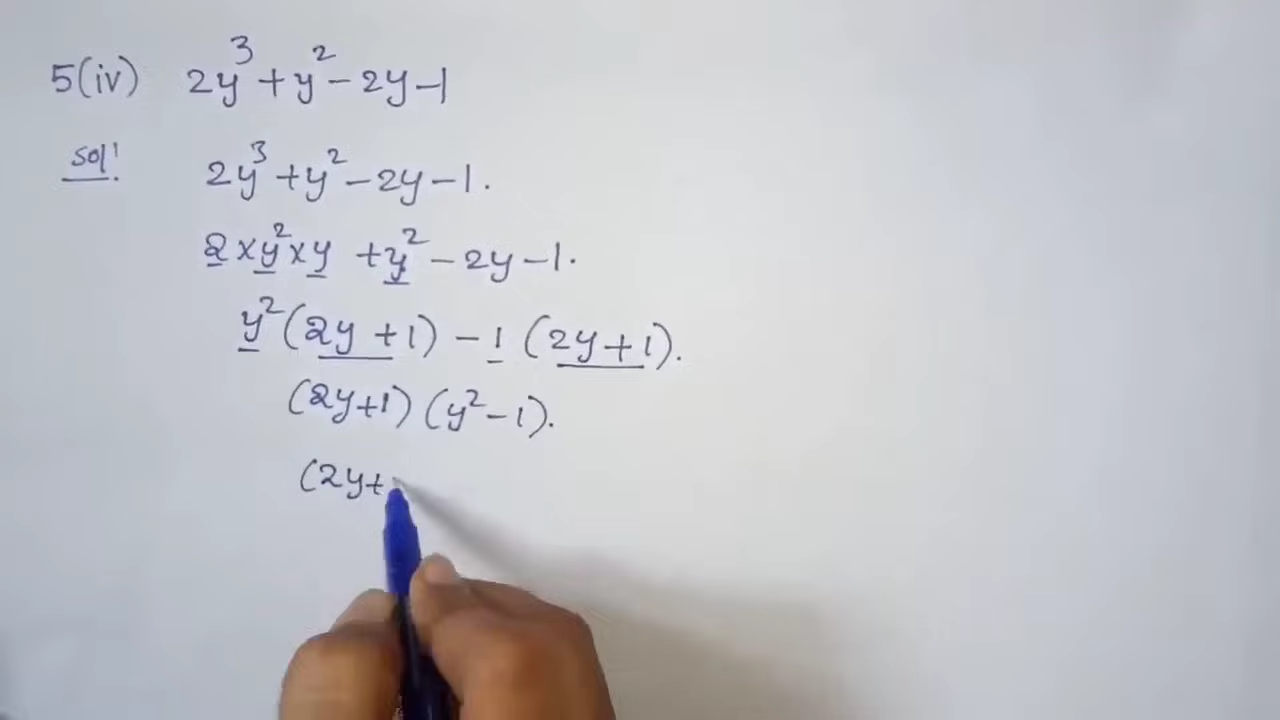 5(iv) 2y³ + y² - 2y - 1
Sol!
2y³ + y² - 2y - 1.
2 × y² × y + y² - 2y - 1.
y² (2y + 1) - 1 (2y + 1).
(2y+1) (y² - 1).
(2y+